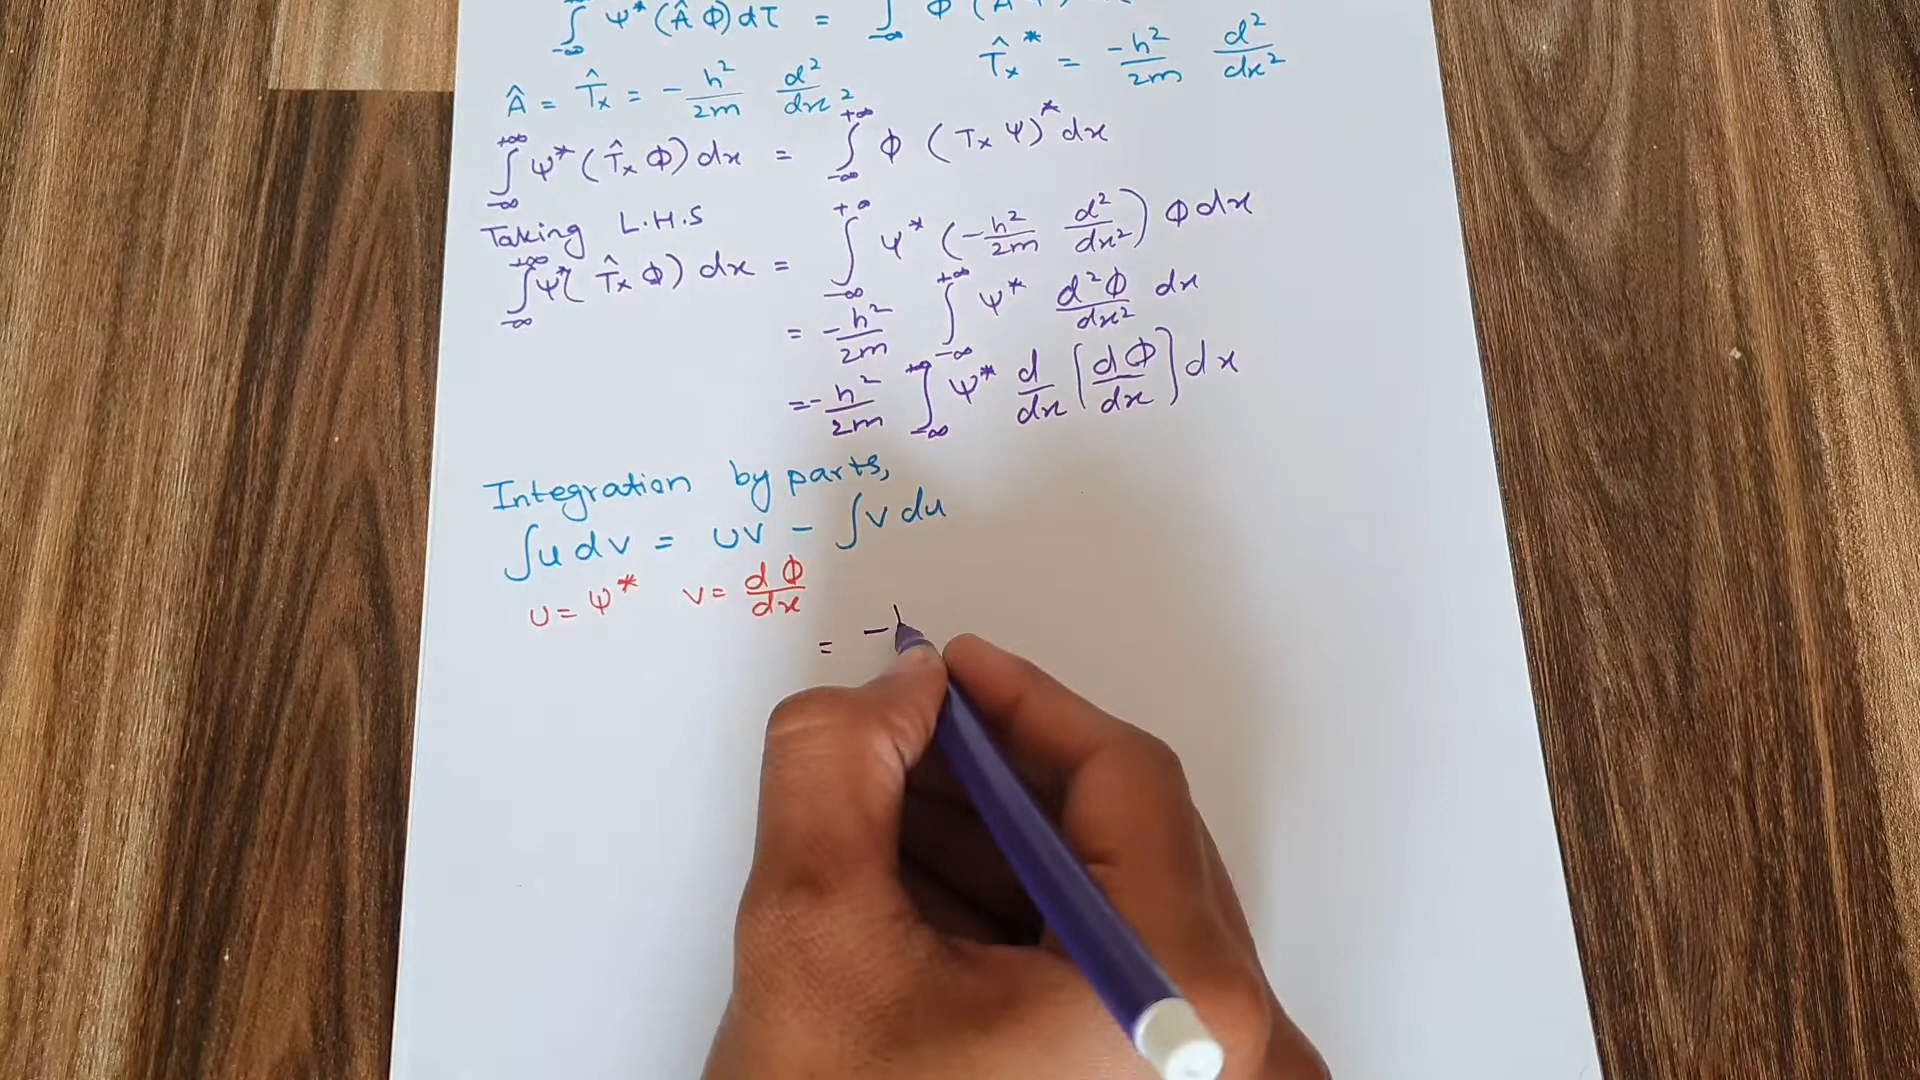 ∫ ψ* (Â Φ) dτ = ∫ Φ (
-∞ -∞
Â = T̂x = - h²/2m d²/dx² T̂x* = -h²/2m d²/dx²
∫_{-∞}^{+∞} ψ* (T̂x Φ) dx = ∫_{-∞}^{+∞} Φ (Tx ψ)* dx
Taking L.H.S
∫_{-∞}^{+∞} ψ* (T̂x Φ) dx = ∫_{-∞}^{+∞} ψ* (-h²/2m d²/dx²) Φ dx
= -h²/2m ∫_{-∞}^{+∞} ψ* d²Φ/dx² dx
= -h²/2m ∫_{-∞}^{+∞} ψ* d/dx [dΦ/dx] dx
Integration by parts,
∫u dv = uv - ∫v du
u = ψ* v = dΦ/dx
= -